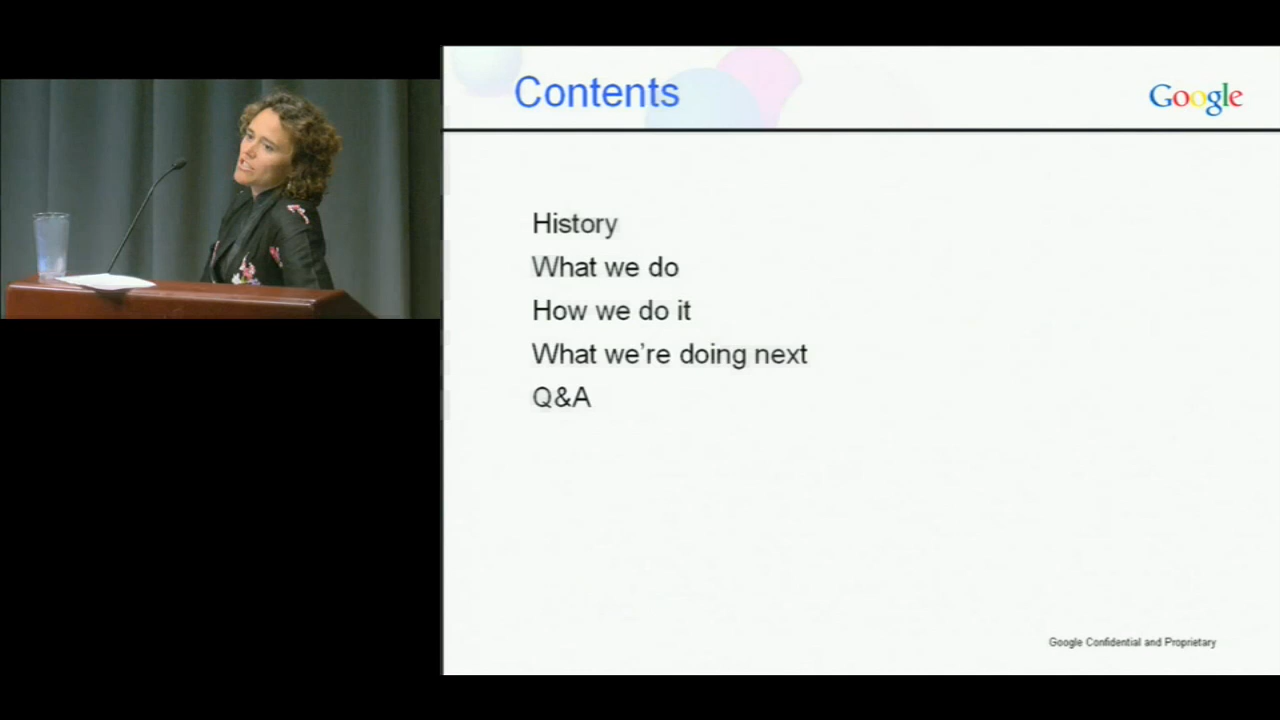 Contents
Google
History
What we do
How we do it
What we're doing next
Q&A
Google Confidential and Proprietary